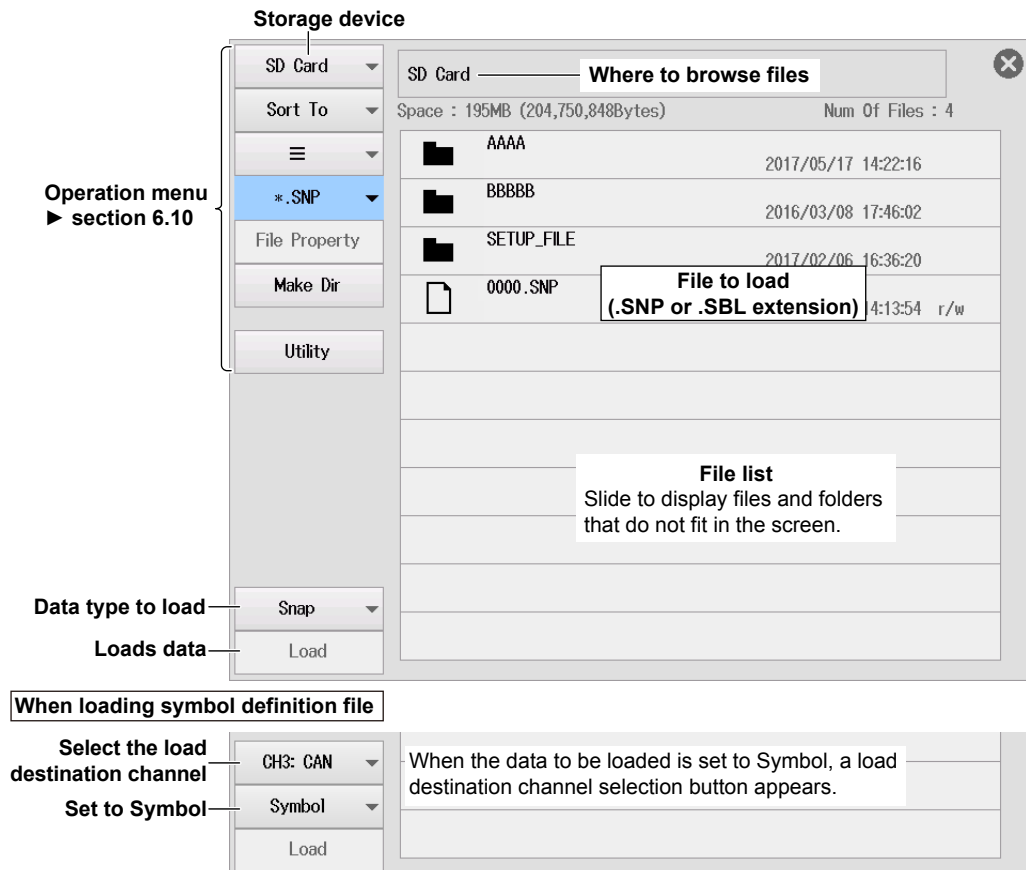 Storage device
SD Card
SD Card
Where to browse files
Sort To
Space : 195MB (204,750,848Bytes)
Num Of Files : 4
AAAA
2017/05/17 14:22:16
Operation menu
► section 6.10
*.SNP
BBBBB
2016/03/08 17:46:02
File Property
SETUP_FILE
2017/02/06 16:36:20
Make Dir
0000.SNP
File to load
(.SNP or .SBL extension)
14:13:54 r/w
Utility
File list
Slide to display files and folders
that do not fit in the screen.
Data type to load
Snap
Loads data
Load
When loading symbol definition file
Select the load
destination channel
CH3: CAN
When the data to be loaded is set to Symbol, a load
destination channel selection button appears.
Set to Symbol
Symbol
Load